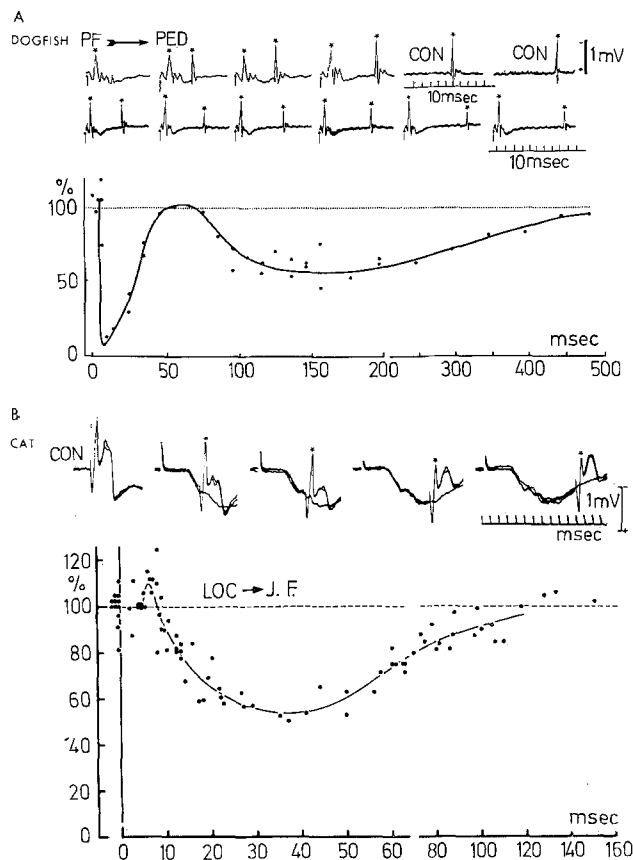 A
DOGFISH PF → PED
CON CON 1mV
10msec
10msec
%
100
50
0
0 50 100 150 200 300 400 500
msec
B.
CAT CON
1mV
msec
120
%
100
80
60
40
20
0
LOC → J. F.
msec
0 10 20 30 40 50 60 80 100 120 140 160